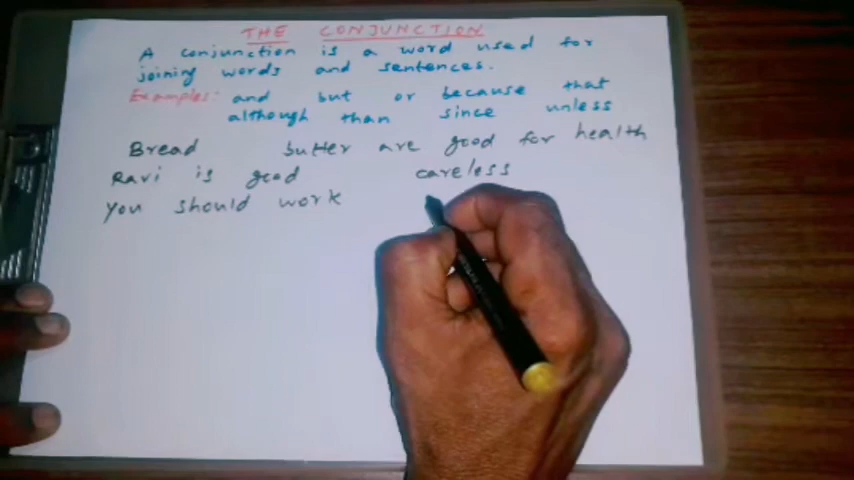 THE CONJUNCTION
A conjunction is a word used for
joining words and sentences.
Examples: and but or because that
although than since unless
Bread butter are good for health
Ravi is good careless
You should work